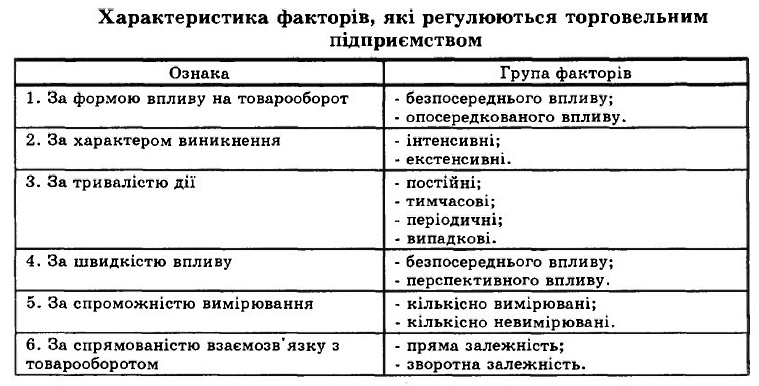 Характеристика факторів, які регулюються торговельним
підприємством
Ознака
Група факторів
1. За формою впливу на товарооборот
- безпосереднього впливу;
- опосередкованого впливу.
2. За характером виникнення
- інтенсивні;
- екстенсивні.
3. За тривалістю дії
- постійні;
- тимчасові;
- періодичні;
- випадкові.
4. За швидкістю впливу
- безпосереднього впливу;
- перспективного впливу.
5. За спроможністю вимірювання
- кількісно вимірювані;
- кількісно невимірювані.
6. За спрямованістю взаємозв'язку з
товарооборотом
- пряма залежність;
- зворотна залежність.